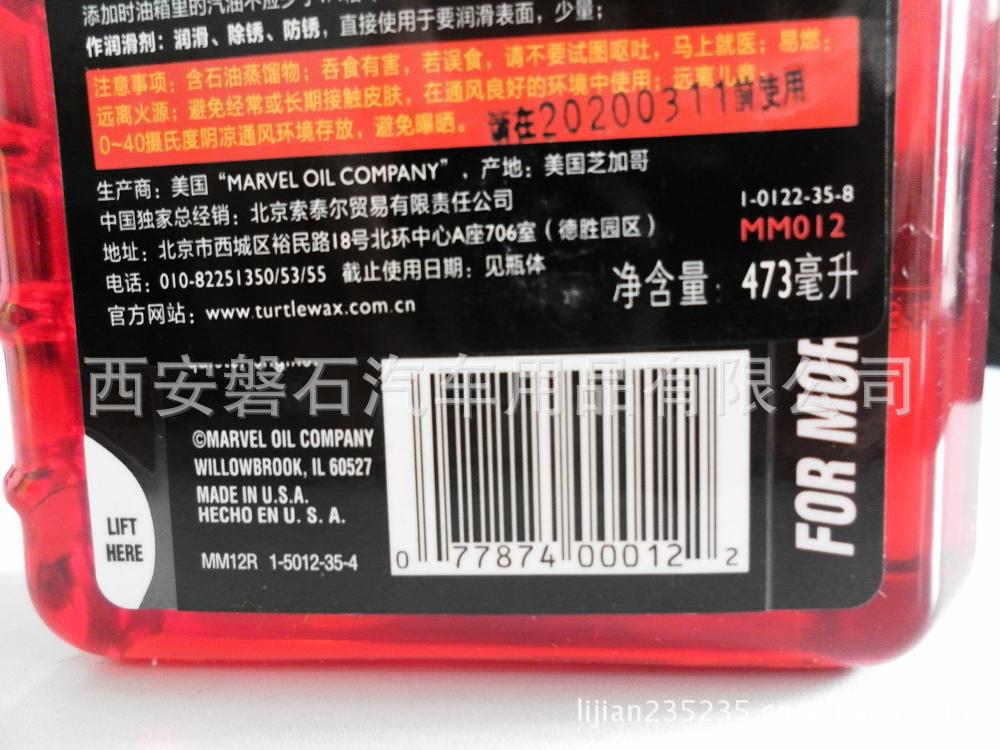 添加时油箱里的汽油不应少于
作润滑剂：润滑、除锈、防锈，直接使用于要润滑表面，少量；
注意事项：含石油蒸馏物；吞食有害，若误食，请不要试图呕吐，马上就医；易燃：
远离火源；避免经常或长期接触皮肤，在通风良好的环境中使用；远离儿童
0~40摄氏度阴凉通风环境存放，避免曝晒。
请在20200311前使用
生产商：美国“MARVEL OIL COMPANY”，产地：美国芝加哥
中国独家总经销：北京索泰尔贸易有限责任公司
地址：北京市西城区裕民路18号北环中心A座706室（德胜园区）
电话：010-82251350/53/55 截止使用日期：见瓶体
官方网站：www.turtlewax.com.cn
1-0122-35-8
MM012
净含量：473毫升
西安磐石汽车用品有限公司
©MARVEL OIL COMPANY
WILLOWBROOK, IL 60527
MADE IN U.S.A.
HECHO EN U. S. A.
MM12R 1-5012-35-4
LIFT
HERE
0 77874 00012 2
FOR MOR
lijian235235.cn